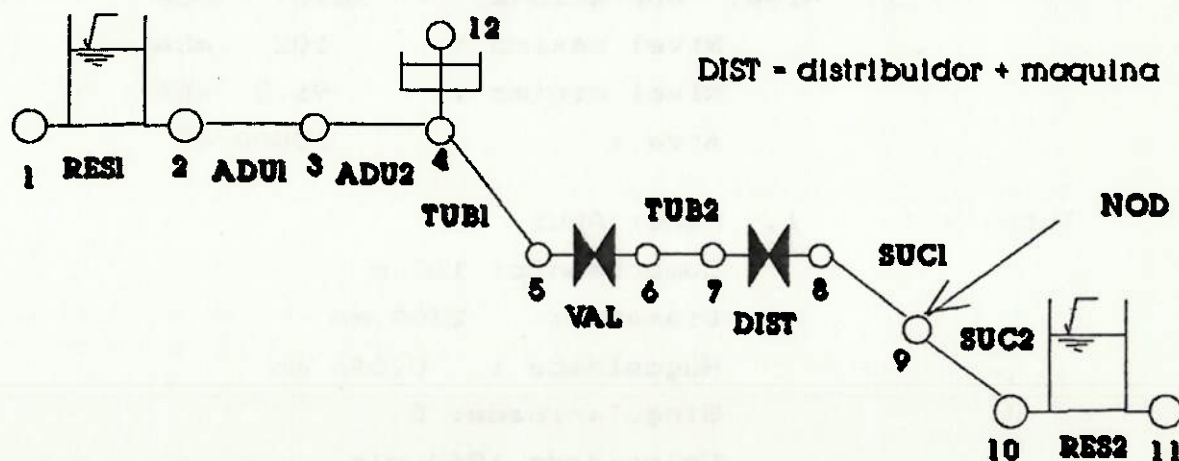 12
DIST = distribuidor + maquina
1
RES1
2
ADU1
3
ADU2
4
TUB1
TUB2
NOD
5
VAL
6
7
DIST
8
SUC1
9
SUC2
10
RES2
11